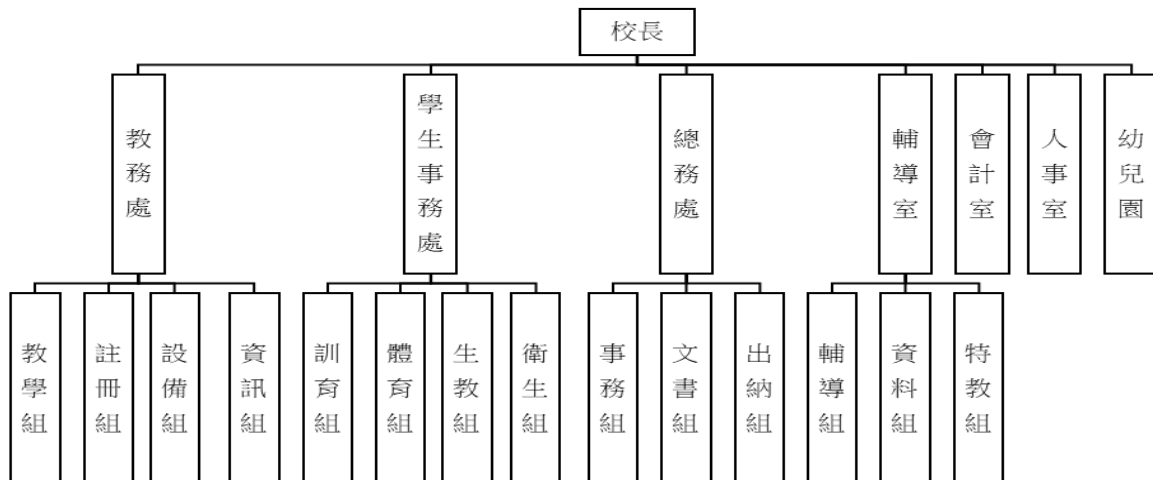 校長
教務處
學生事務處
總務處
輔導室
會計室
人事室
幼兒園
教學組
註冊組
設備組
資訊組
訓育組
體育組
生教組
衛生組
事務組
文書組
出納組
輔導組
資料組
特教組